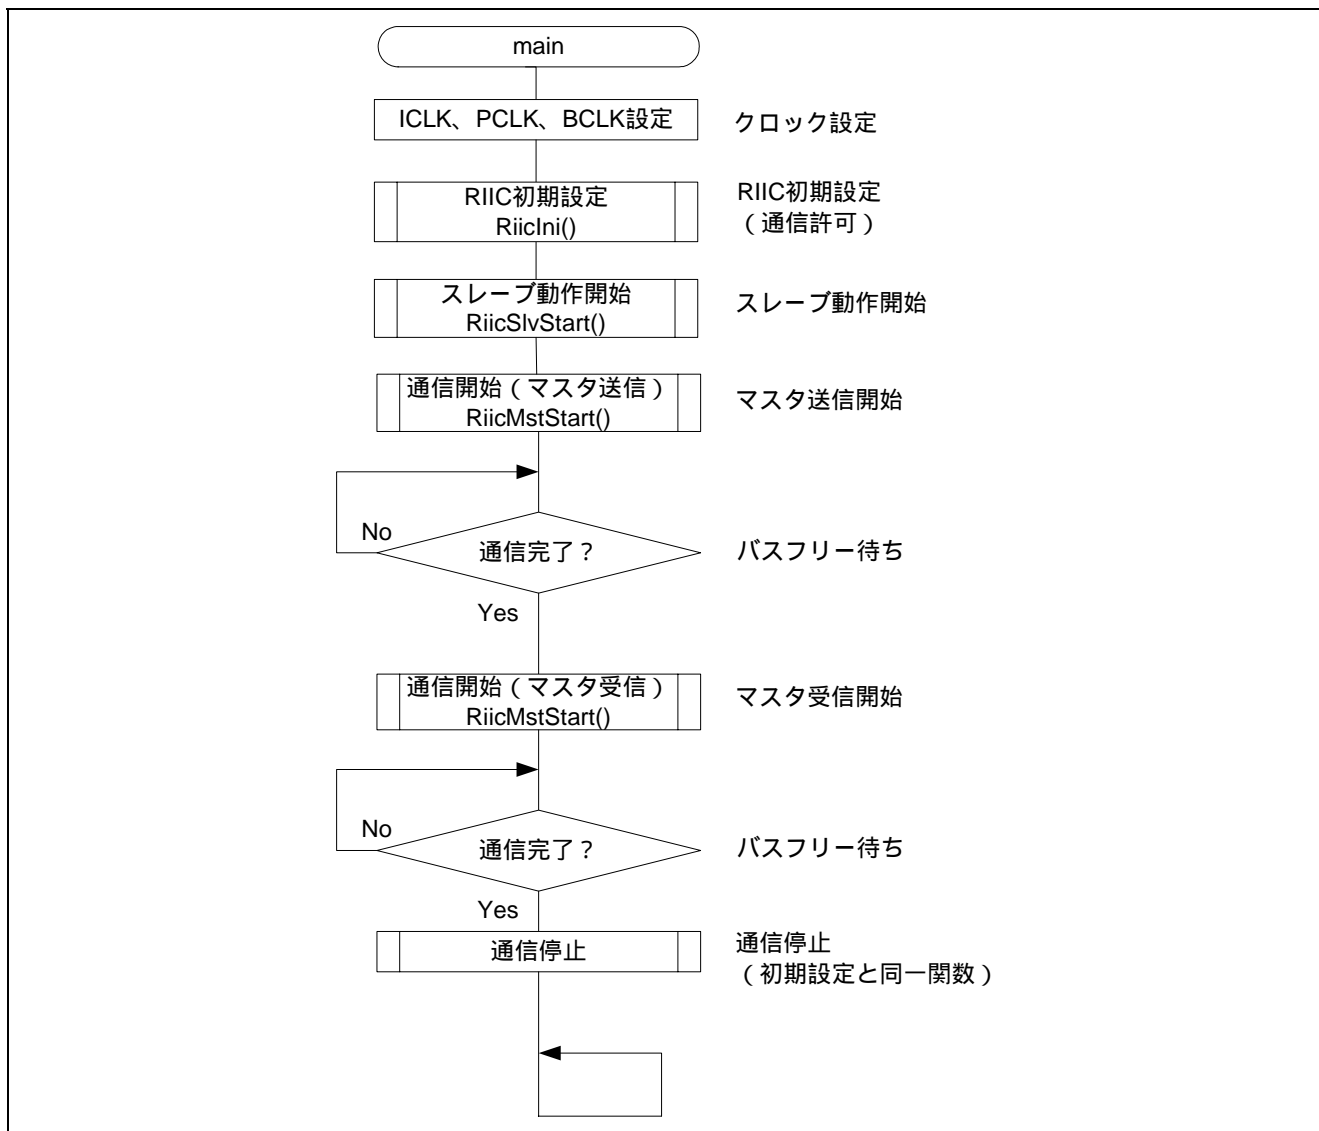 main
ICLK、PCLK、BCLK設定
クロック設定
RIIC初期設定
RiicIni()
RIIC初期設定
（通信許可）
スレーブ動作開始
RiicSlvStart()
スレーブ動作開始
通信開始（マスタ送信）
RiicMstStart()
マスタ送信開始
No
通信完了？
バスフリー待ち
Yes
通信開始（マスタ受信）
RiicMstStart()
マスタ受信開始
No
通信完了？
バスフリー待ち
Yes
通信停止
通信停止
（初期設定と同一関数）